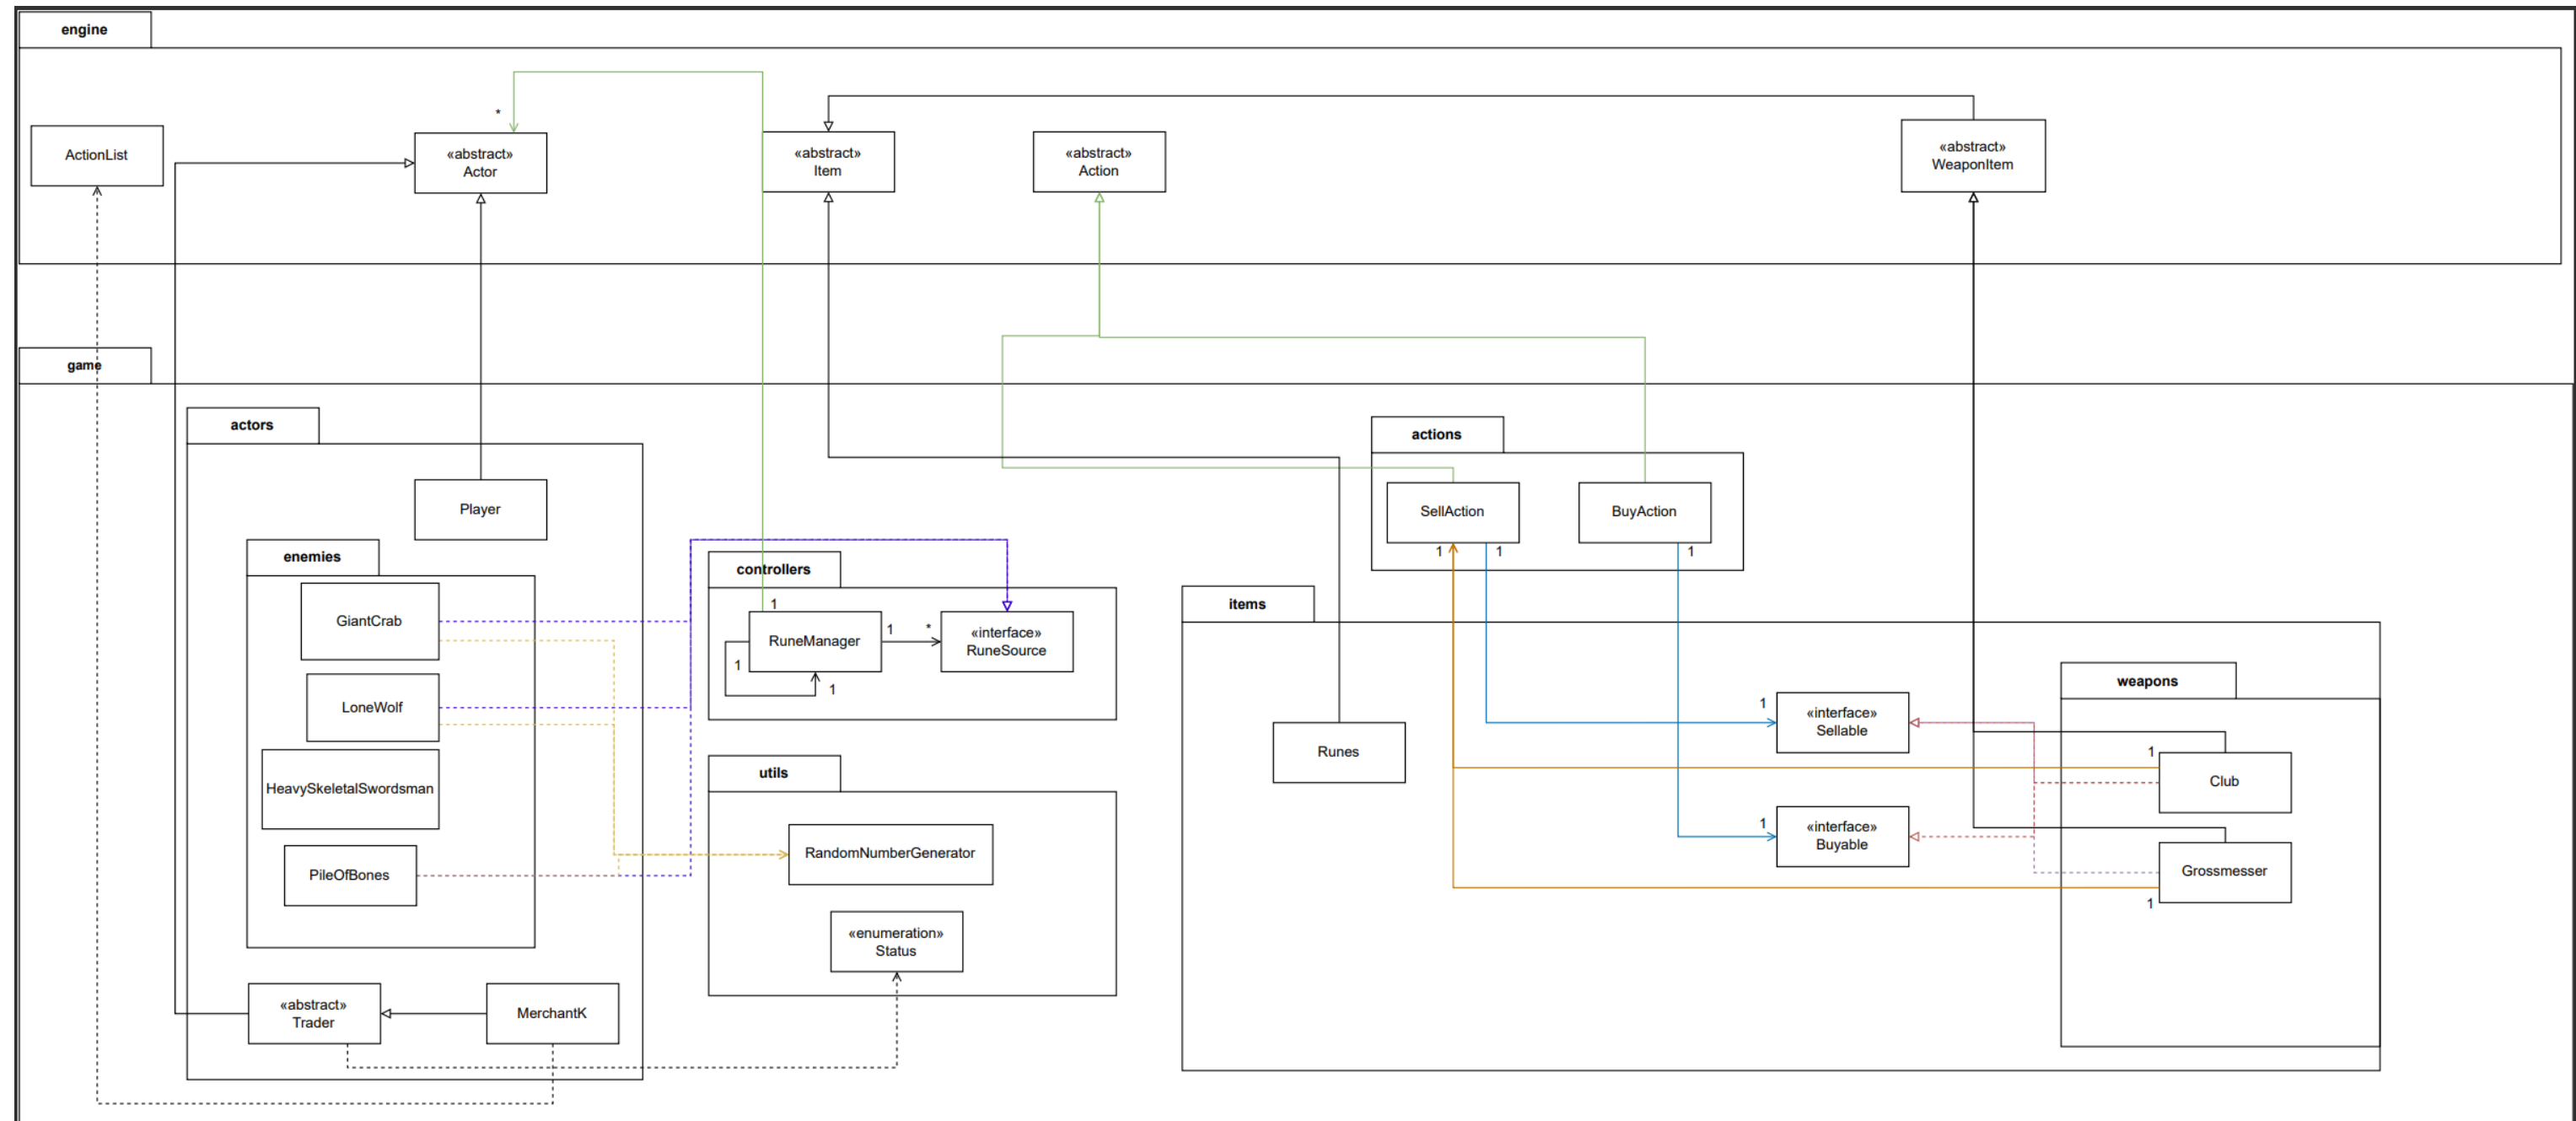 engine
*
ActionList
«abstract»
Actor
«abstract»
Item
«abstract»
Action
«abstract»
WeaponItem
game
actors
Player
enemies
GiantCrab
LoneWolf
HeavySkeletalSwordsman
PileOfBones
«abstract»
Trader
MerchantK
controllers
1
RuneManager
1
*
1
1
«interface»
RuneSource
utils
RandomNumberGenerator
«enumeration»
Status
actions
SellAction
BuyAction
1
1
1
items
Runes
1
«interface»
Sellable
1
«interface»
Buyable
weapons
1
Club
Grossmesser
1